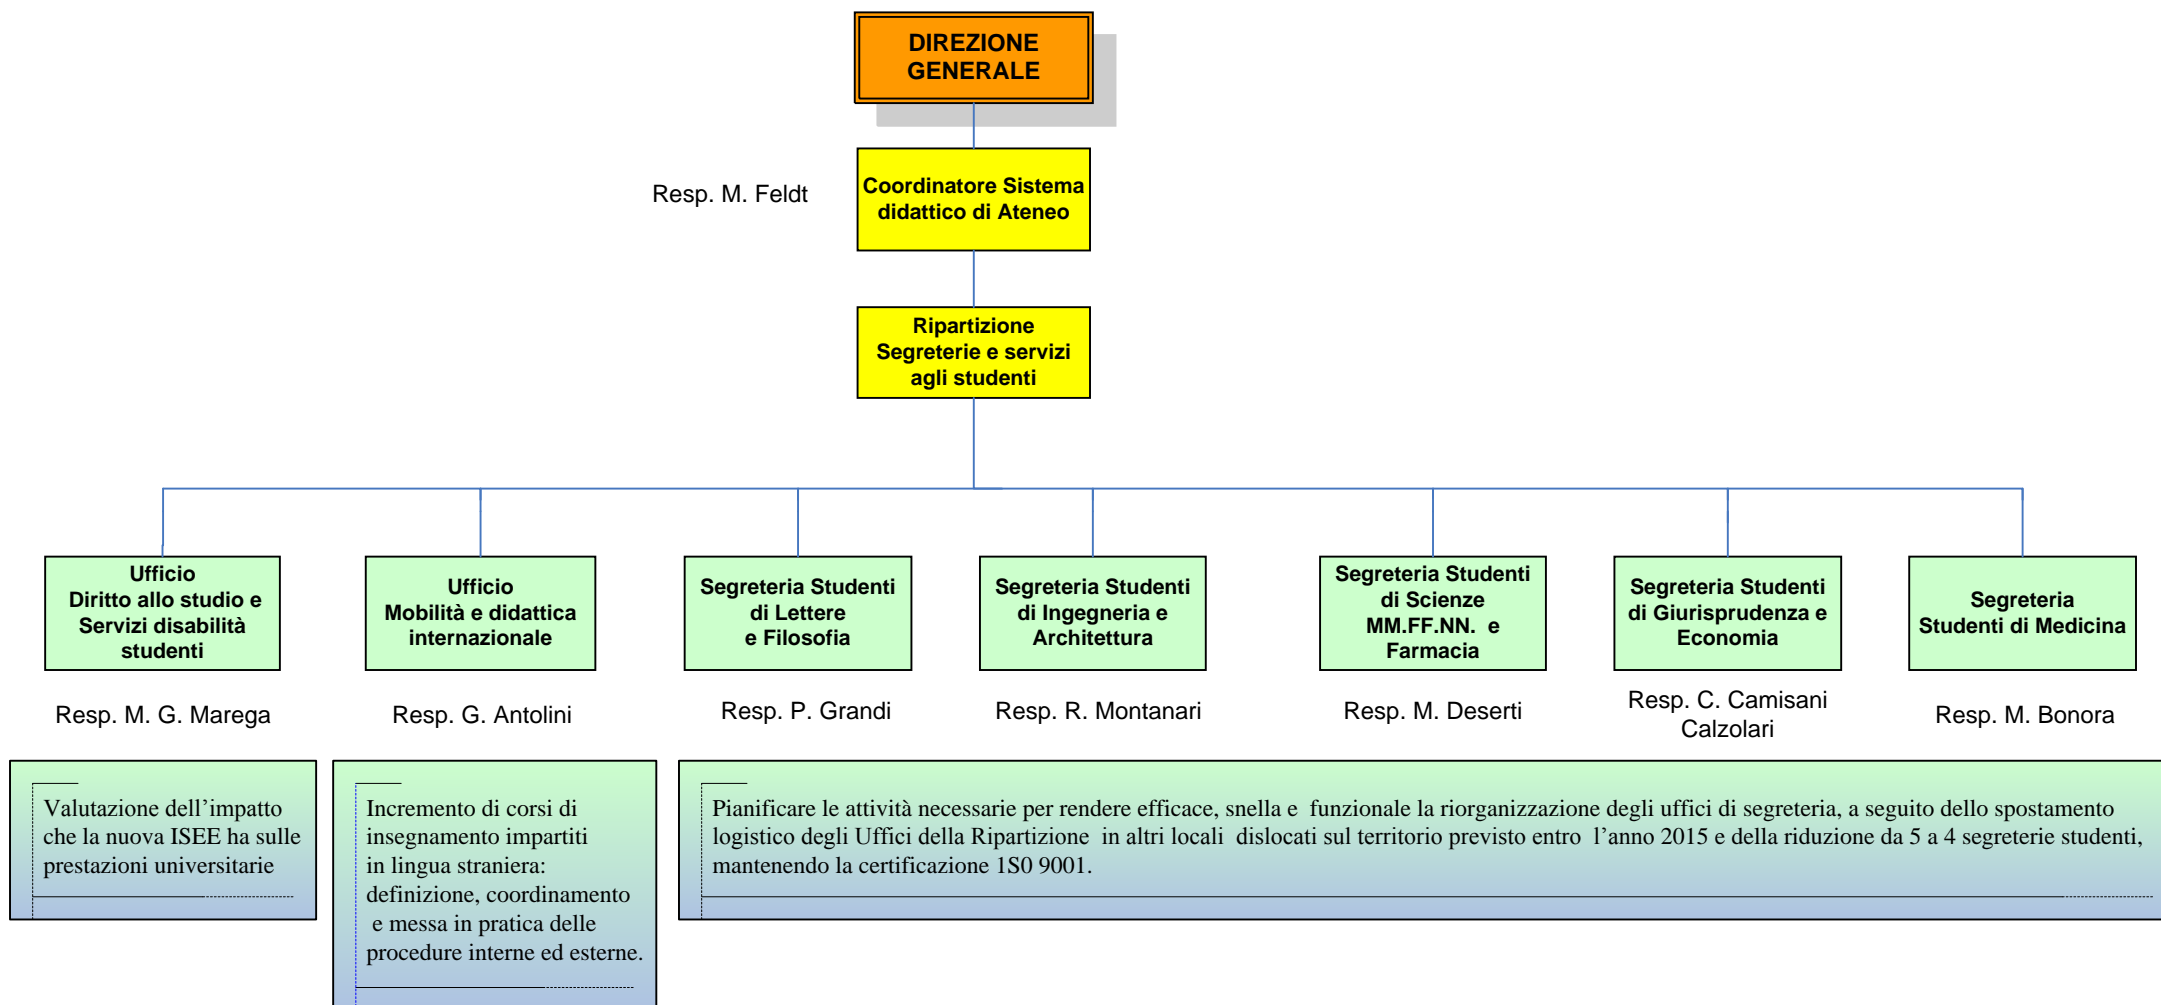 DIREZIONE
GENERALE
Resp. M. Feldt
Coordinatore Sistema
didattico di Ateneo
Ripartizione
Segreterie e servizi
agli studenti
Ufficio
Diritto allo studio e
Servizi disabilità
studenti
Resp. M. G. Marega
Ufficio
Mobilità e didattica
internazionale
Resp. G. Antolini
Segreteria Studenti
di Lettere
e Filosofia
Resp. P. Grandi
Segreteria Studenti
di Ingegneria e
Architettura
Resp. R. Montanari
Segreteria Studenti
di Scienze
MM.FF.NN. e
Farmacia
Resp. M. Deserti
Segreteria Studenti
di Giurisprudenza e
Economia
Resp. C. Camisani
Calzolari
Segreteria
Studenti di Medicina
Resp. M. Bonora
Valutazione dell’impatto
che la nuova ISEE ha sulle
prestazioni universitarie
Incremento di corsi di
insegnamento impartiti
in lingua straniera:
definizione, coordinamento
e messa in pratica delle
procedure interne ed esterne.
Pianificare le attività necessarie per rendere efficace, snella e funzionale la riorganizzazione degli uffici di segreteria, a seguito dello spostamento
logistico degli Uffici della Ripartizione in altri locali dislocati sul territorio previsto entro l’anno 2015 e della riduzione da 5 a 4 segreterie studenti,
mantenendo la certificazione 1S0 9001.